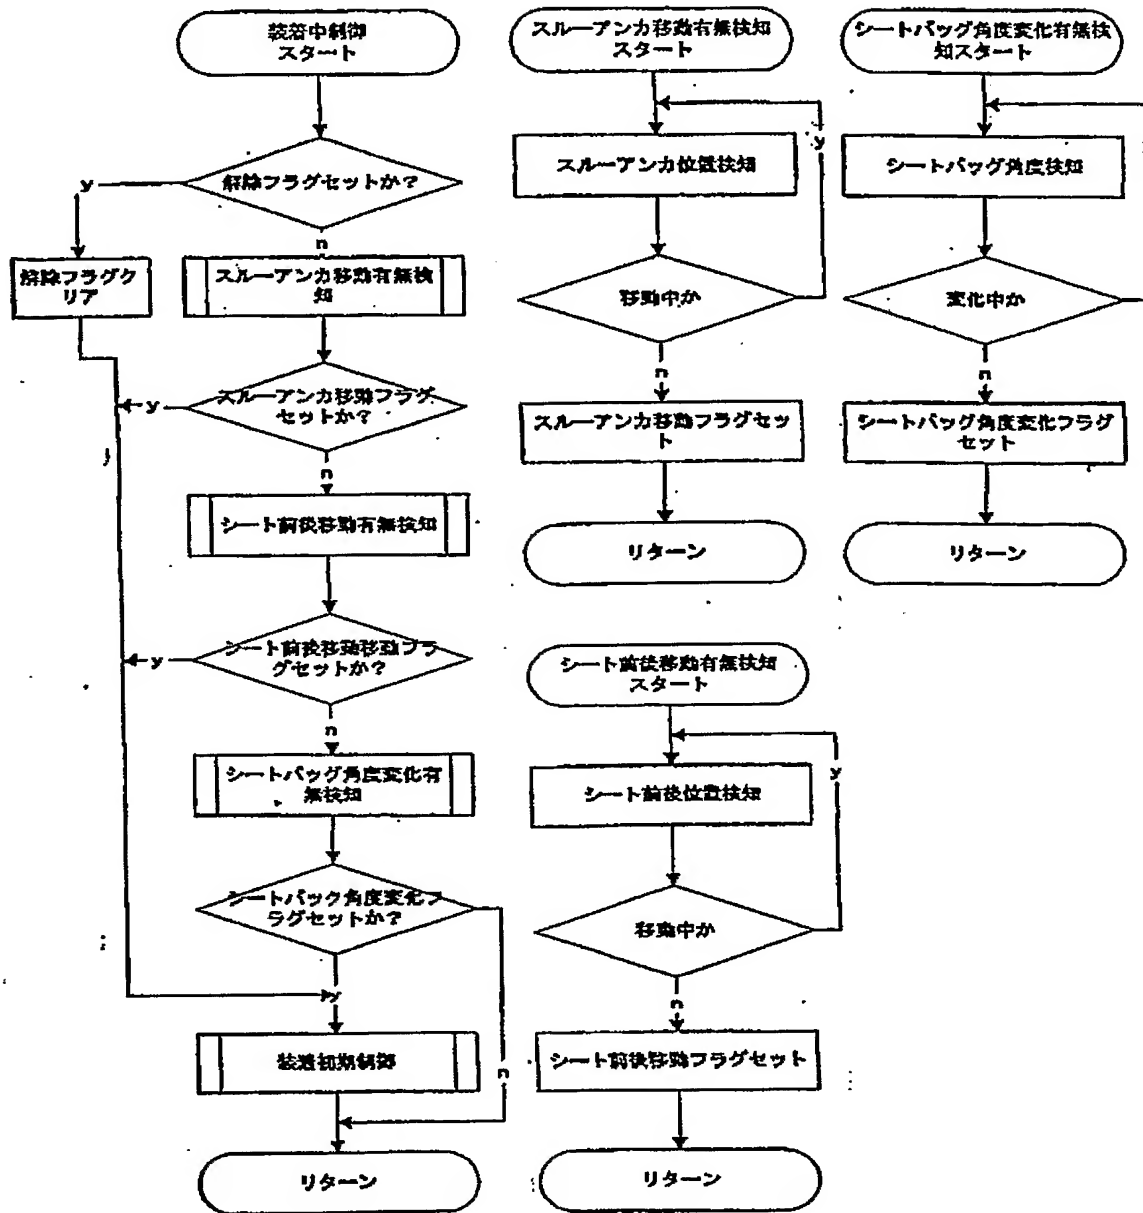 装着中制御
スタート
解除フラグセットか?
y
n
解除フラグク
リア
スルーアンカ移動有無検
知
スルーアンカ移動フラグ
セットか?
y
n
シート前後移動有無検知
シート前後移動移動フラ
グセットか?
y
n
シートバッグ角度変化有
無検知
シートバック角度変化フ
ラグセットか?
y
n
装着初期制御
リターン
スルーアンカ移動有無検知
スタート
スルーアンカ位置検知
移動中か
y
n
スルーアンカ移動フラグセッ
ト
リターン
シートバッグ角度変化有無検
知スタート
シートバッグ角度検知
変化中か
n
シートバッグ角度変化フラグ
セット
リターン
シート前後移動有無検知
スタート
シート前後位置検知
移動中か
y
n
シート前後移動フラグセット
リターン